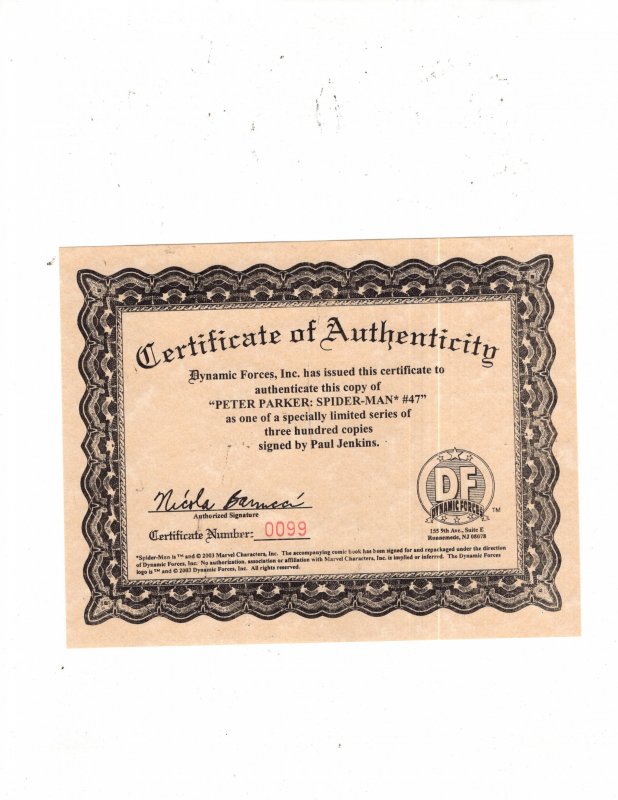 Certificate of Authenticity
Dynamic Forces, Inc. has issued this certificate to
authenticate this copy of
"PETER PARKER: SPIDER-MAN* #47"
as one of a specially limited series of
three hundred copies
signed by Paul Jenkins.
DF
DYNAMIC FORCES
TM
155 9th Ave., Suite E
Runnemede, NJ 08078
Nicola Barrucci
Authorized Signature
Certificate Number: 0099
*Spider-Man is ™ and © 2003 Marvel Characters, Inc. The accompanying comic book has been signed for and repackaged under the direction
of Dynamic Forces, Inc. No authorization, association or affiliation with Marvel Characters, Inc. is implied or inferred. The Dynamic Forces
logo is ™ and © 2003 Dynamic Forces, Inc. All rights reserved.